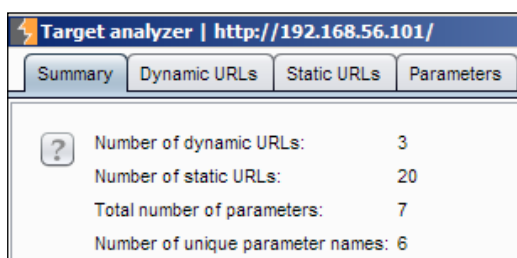 Target analyzer | http://192.168.56.101/
Summary Dynamic URLs Static URLs Parameters
? Number of dynamic URLs: 3
Number of static URLs: 20
Total number of parameters: 7
Number of unique parameter names: 6